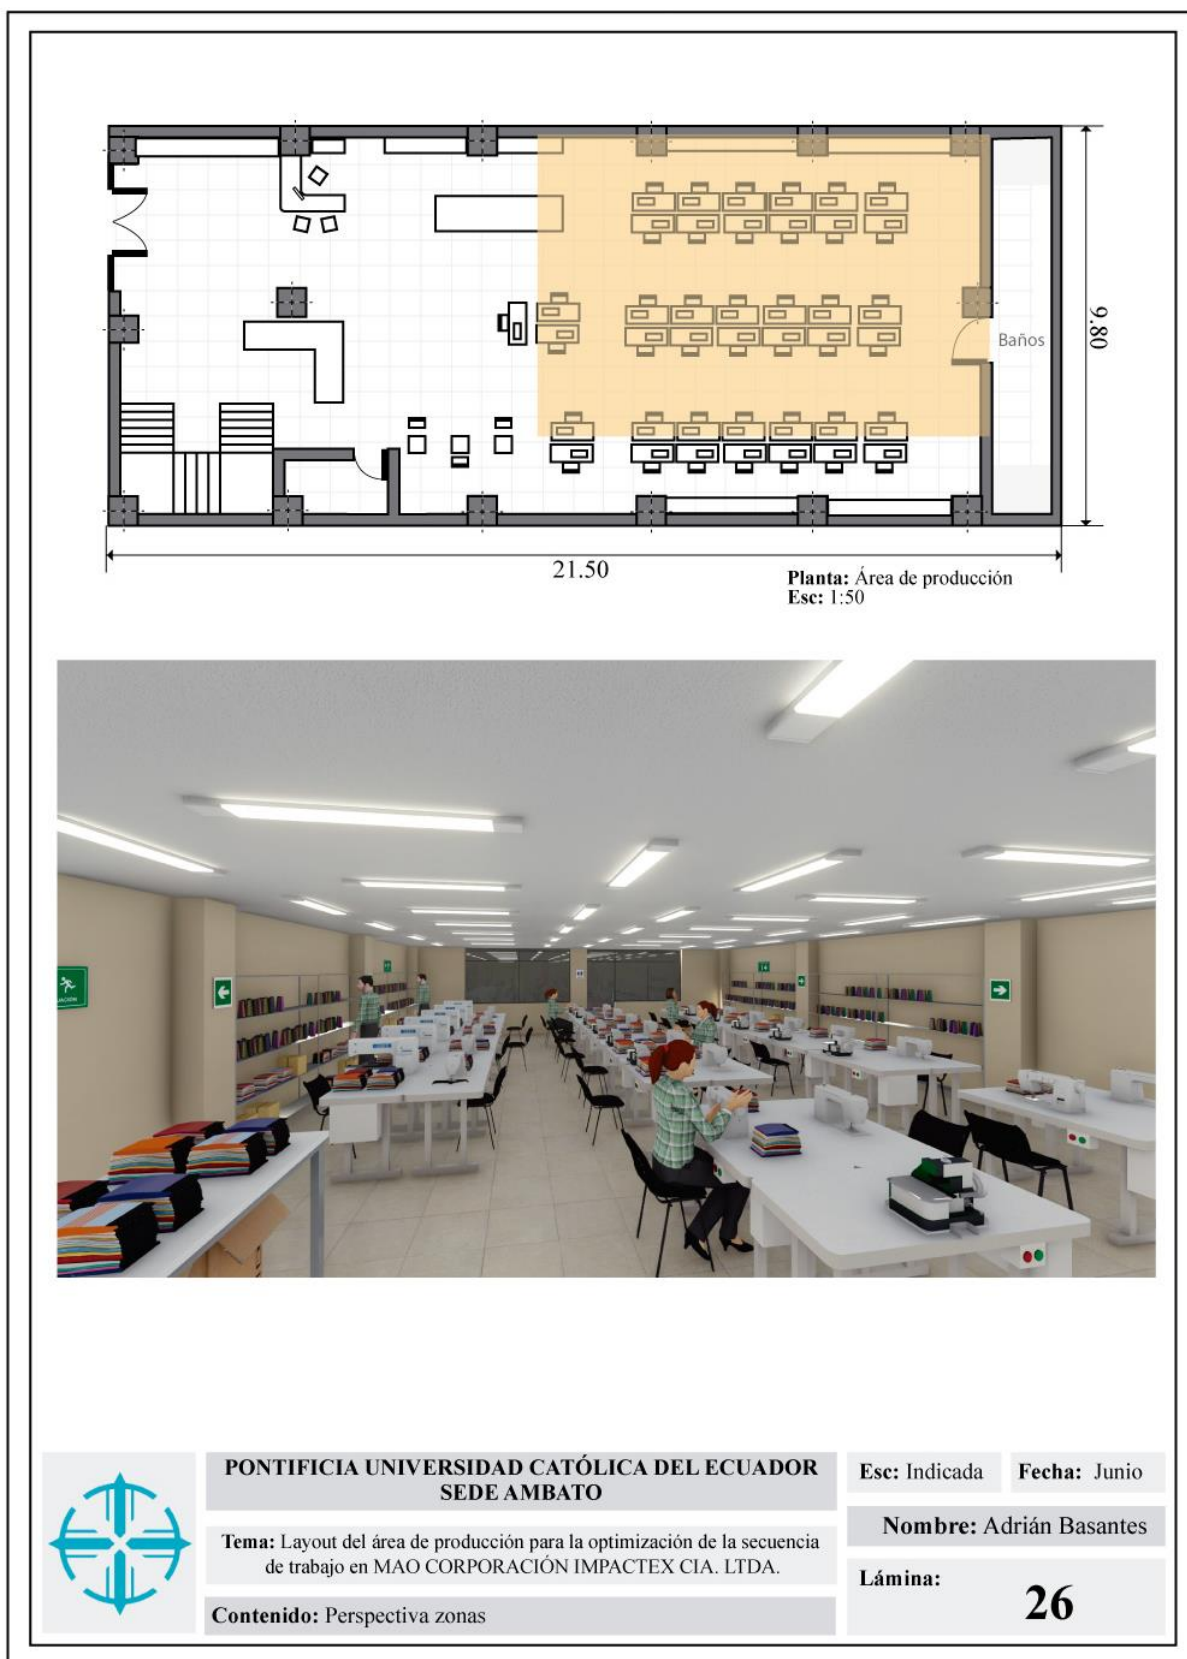 Baños
9.80
21.50
Planta: Área de producción
Esc: 1:50
PONTIFICIA UNIVERSIDAD CATÓLICA DEL ECUADOR
SEDE AMBATO
Tema: Layout del área de producción para la optimización de la secuencia
de trabajo en MAO CORPORACIÓN IMPACTEX CIA. LTDA.
Contenido: Perspectiva zonas
Esc: Indicada
Fecha: Junio
Nombre: Adrián Basantes
Lámina:
26